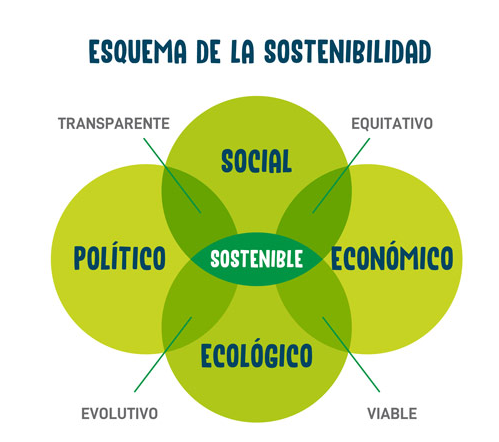 ESQUEMA DE LA SOSTENIBILIDAD
TRANSPARENTE
EQUITATIVO
SOCIAL
POLÍTICO
SOSTENIBLE
ECONÓMICO
ECOLÓGICO
EVOLUTIVO
VIABLE